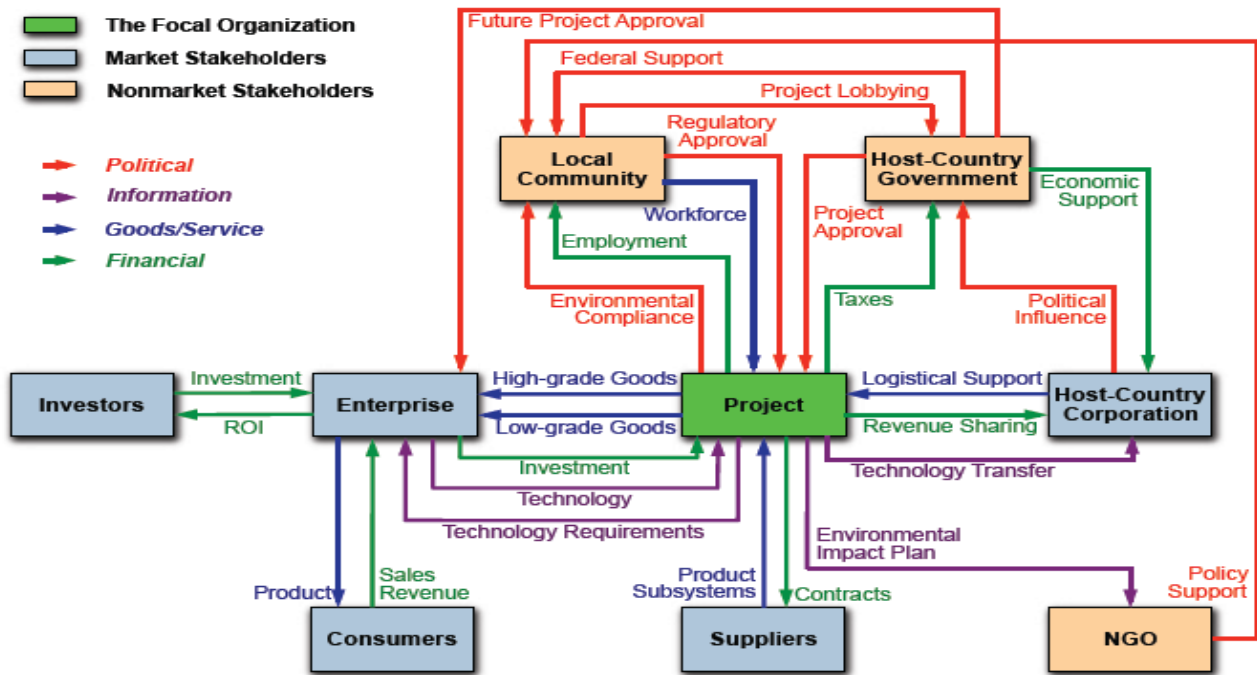 The Focal Organization
Market Stakeholders
Nonmarket Stakeholders
Political
Information
Goods/Service
Financial
Future Project Approval
Federal Support
Project Lobbying
Regulatory
Approval
Local
Community
Host-Country
Government
Economic
Support
Workforce
Project
Approval
Employment
Environmental
Compliance
Taxes
Political
Influence
Investors
Investment
ROI
Enterprise
High-grade Goods
Low-grade Goods
Project
Logistical Support
Revenue Sharing
Host-Country
Corporation
Investment
Technology
Technology Requirements
Technology Transfer
Environmental
Impact Plan
Product
Sales
Revenue
Product
Subsystems
Contracts
Policy
Support
Consumers
Suppliers
NGO